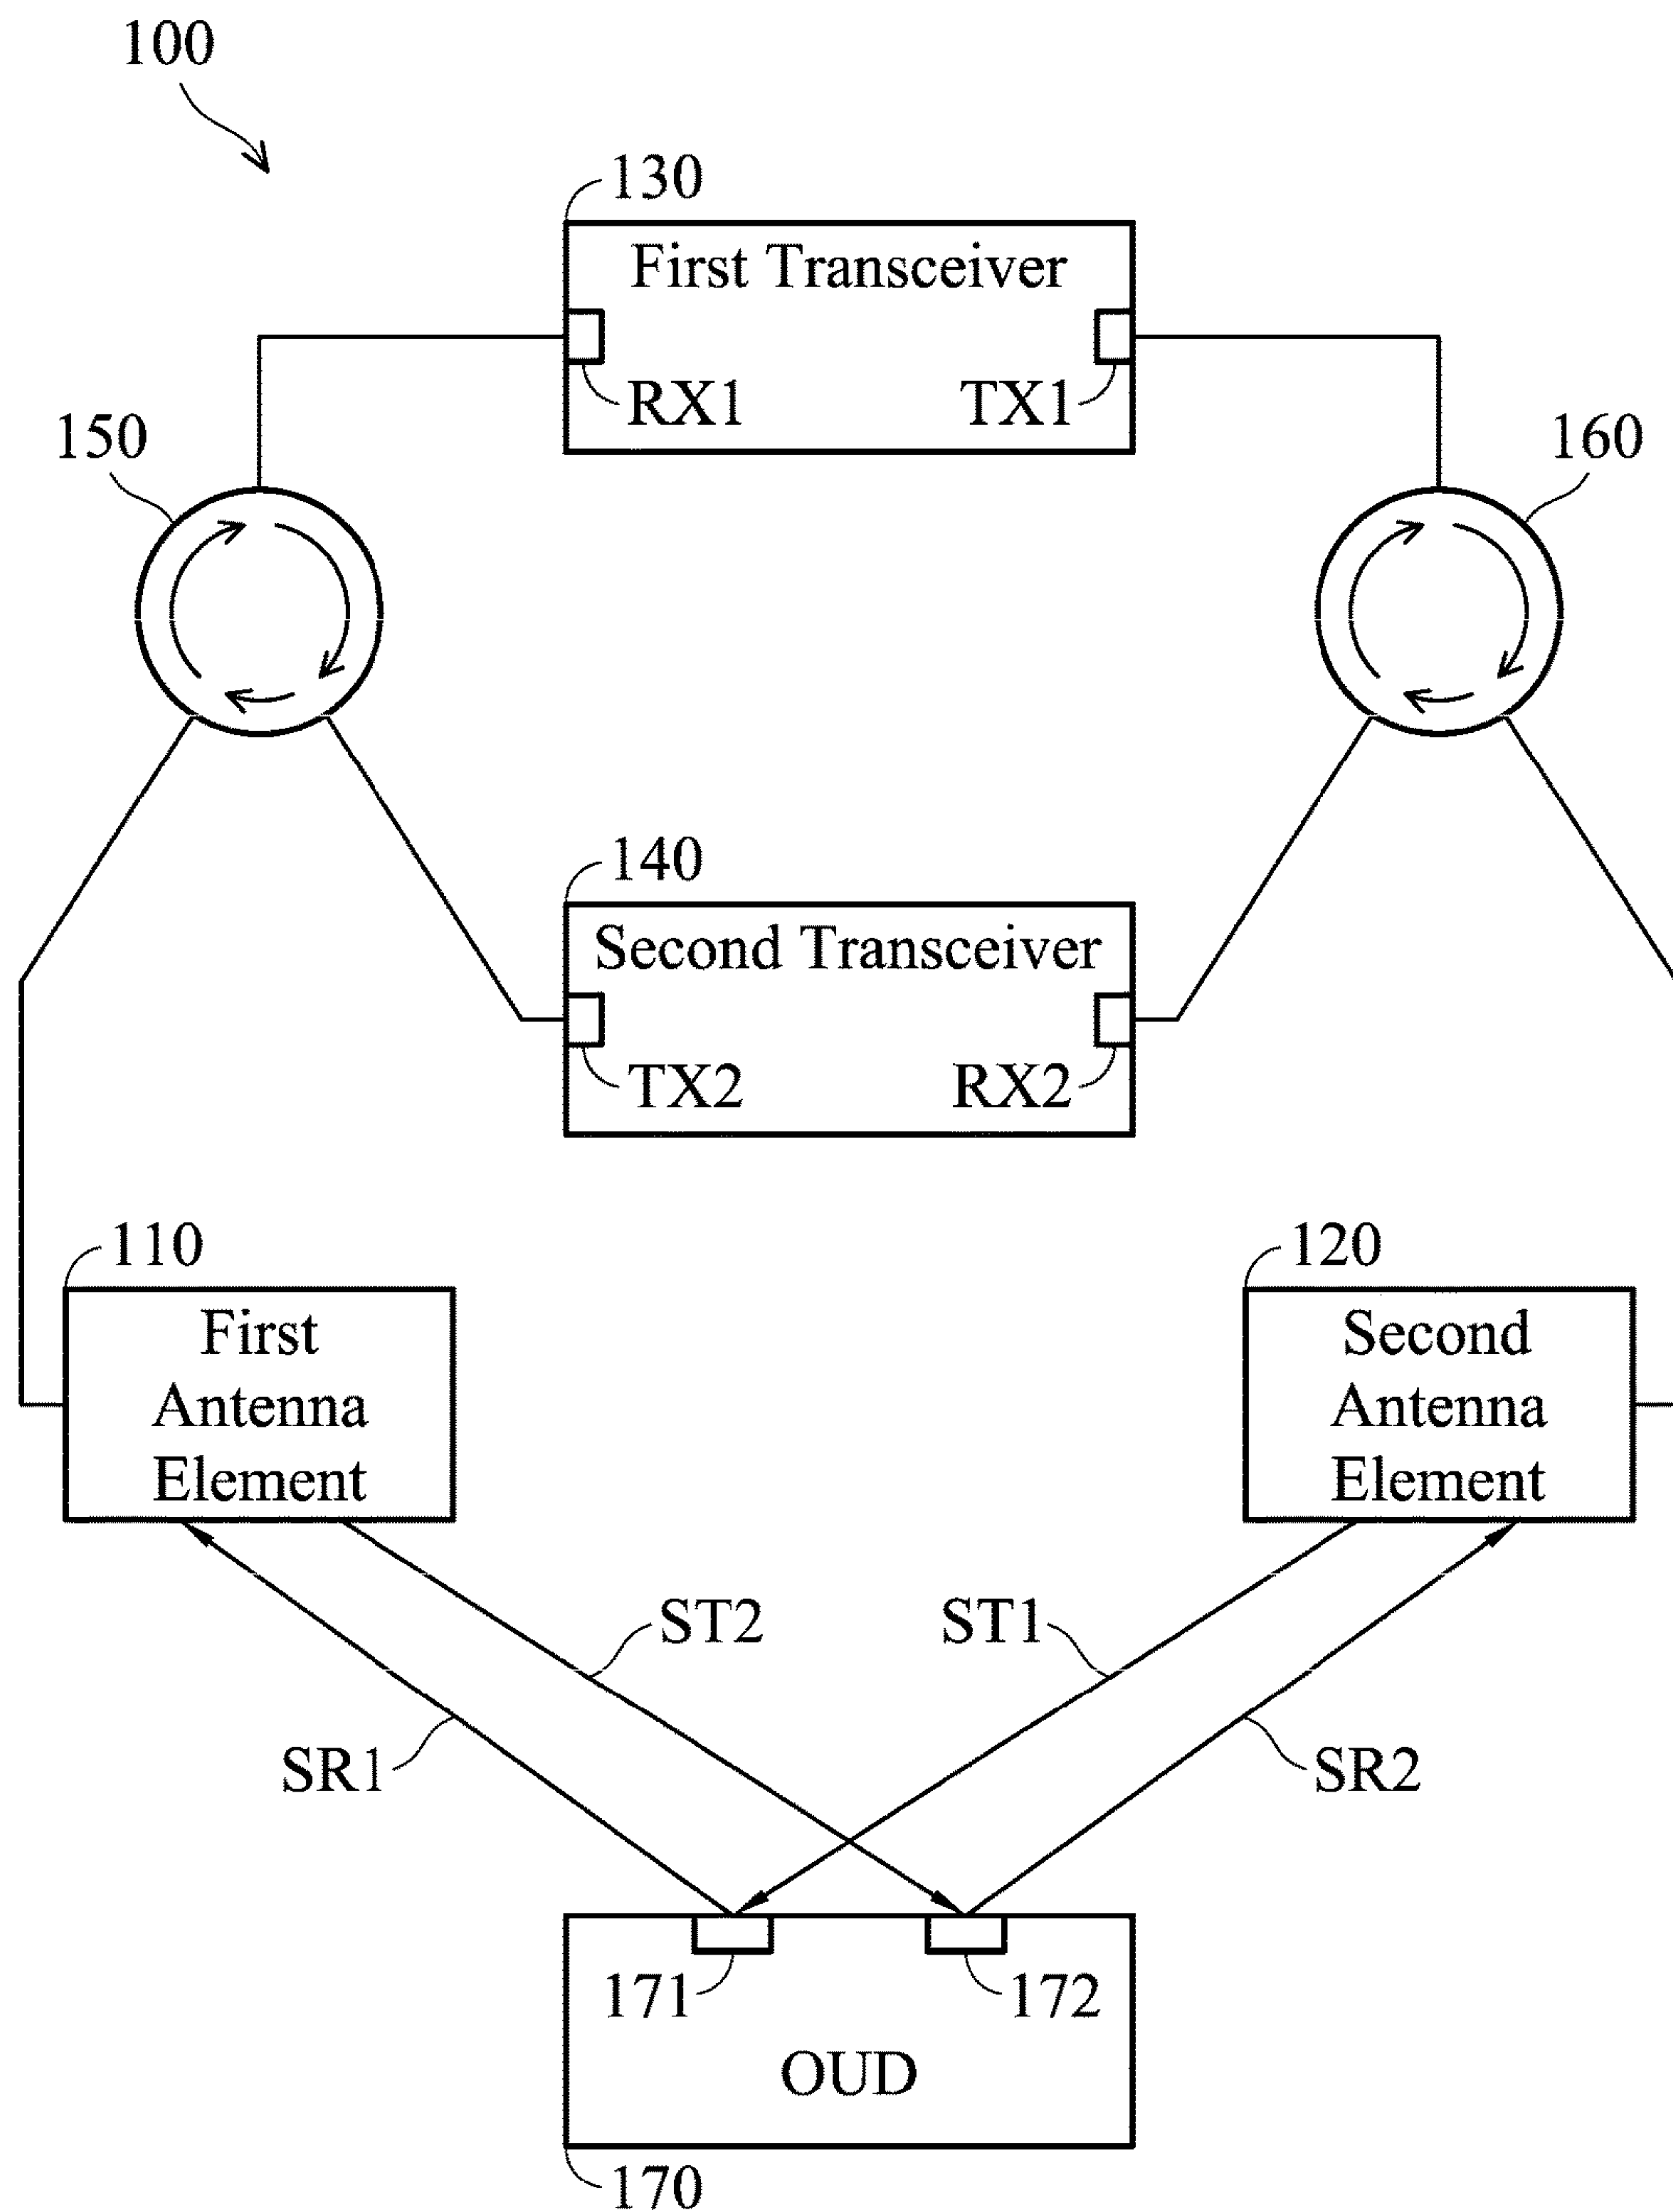 100
130
First Transceiver
RX1 TX1
150
160
140
Second Transceiver
TX2 RX2
110
First
Antenna
Element
120
Second
Antenna
Element
ST2
ST1
SR1
SR2
171
172
OUD
170